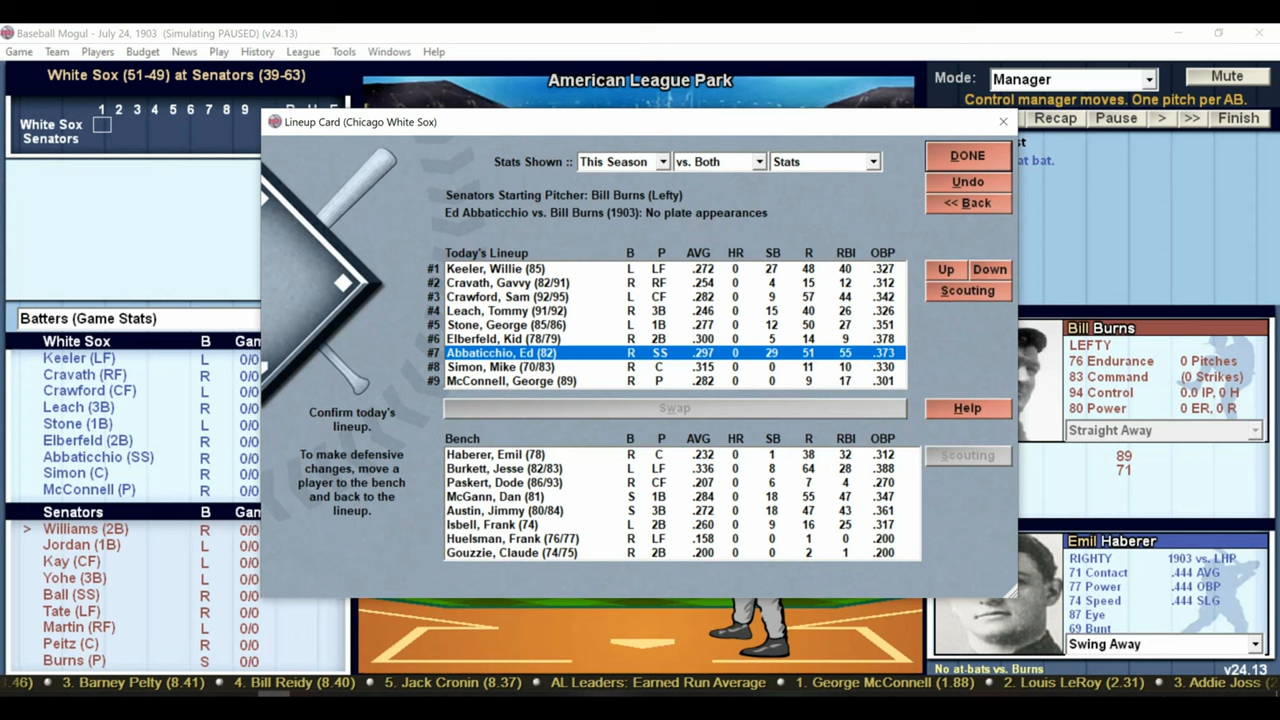 Baseball Mogul - July 24, 1903 (Simulating PAUSED) (v24.13)
Game Team Players Budget News Play History League Tools Windows Help
White Sox (51-49) at Senators (39-63)
American League Park
Mode: Manager Mute
Control manager moves. One pitch per AB.
Recap Pause > >> Finish
1 2 3 4 5 6 7 8 9
White Sox
Senators
at bat.
Lineup Card (Chicago White Sox)
Stats Shown :: This Season vs. Both Stats
DONE
Undo
<< Back
Senators Starting Pitcher: Bill Burns (Lefty)
Ed Abbaticchio vs. Bill Burns (1903): No plate appearances
Today's Lineup B P AVG HR SB R RBI OBP
#1 Keeler, Willie (85) L LF .272 0 27 48 40 .327
#2 Cravath, Gavvy (82/91) R RF .254 0 4 15 12 .312
#3 Crawford, Sam (92/95) L CF .282 0 9 57 44 .342
#4 Leach, Tommy (91/92) R 3B .246 0 15 40 26 .326
#5 Stone, George (85/86) L 1B .277 0 12 50 27 .351
#6 Elberfeld, Kid (78/79) R 2B .300 0 5 14 9 .378
#7 Abbaticchio, Ed (82) R SS .297 0 29 51 55 .373
#8 Simon, Mike (70/83) R C .315 0 0 11 10 .330
#9 McConnell, George (89) R P .282 0 0 9 17 .301
Up Down
Scouting
Swap
Help
Confirm today's
lineup.
To make defensive
changes, move a
player to the bench
and back to the
lineup.
Bench B P AVG HR SB R RBI OBP
Haberer, Emil (78) R C .232 0 1 38 32 .312
Burkett, Jesse (82/83) L LF .336 0 8 64 28 .388
Paskert, Dode (86/93) R CF .207 0 6 7 4 .270
McGann, Dan (81) S 1B .284 0 18 55 47 .347
Austin, Jimmy (80/84) S 3B .272 0 18 47 43 .361
Isbell, Frank (74) L 2B .260 0 9 16 25 .317
Huelsman, Frank (76/77) R LF .158 0 0 1 0 .200
Gouzzie, Claude (74/75) R 2B .200 0 0 2 1 .200
Scouting
Batters (Game Stats)
White Sox B Gam
Keeler (LF) L 0/0
Cravath (RF) R 0/0
Crawford (CF) L 0/0
Leach (3B) R 0/0
Stone (1B) L 0/0
Elberfeld (2B) R 0/0
Abbaticchio (SS) R 0/0
Simon (C) R 0/0
McConnell (P) R 0/0
Senators B Gam
> Williams (2B) R 0/0
Jordan (1B) L 0/0
Kay (CF) L 0/0
Yohe (3B) R 0/0
Ball (SS) R 0/0
Tate (LF) R 0/0
Martin (RF) L 0/0
Peitz (C) R 0/0
Burns (P) S 0/0
Bill Burns
LEFTY
76 Endurance 0 Pitches
83 Command (0 Strikes)
94 Control 0.0 IP, 0 H
80 Power 0 ER, 0 R
Straight Away
89
71
Emil Haberer
RIGHTY 1903 vs. LHP
71 Contact .444 AVG
77 Power .444 OBP
74 Speed .444 SLG
87 Eye
69 Bunt
Swing Away
No at-bats vs. Burns v24.13
.46) 3. Barney Pelty (8.41) 4. Bill Reidy (8.40) 5. Jack Cronin (8.37) AL Leaders: Earned Run Average 1. George McConnell (1.88) 2. Louis LeRoy (2.31) 3. Addie Joss (2